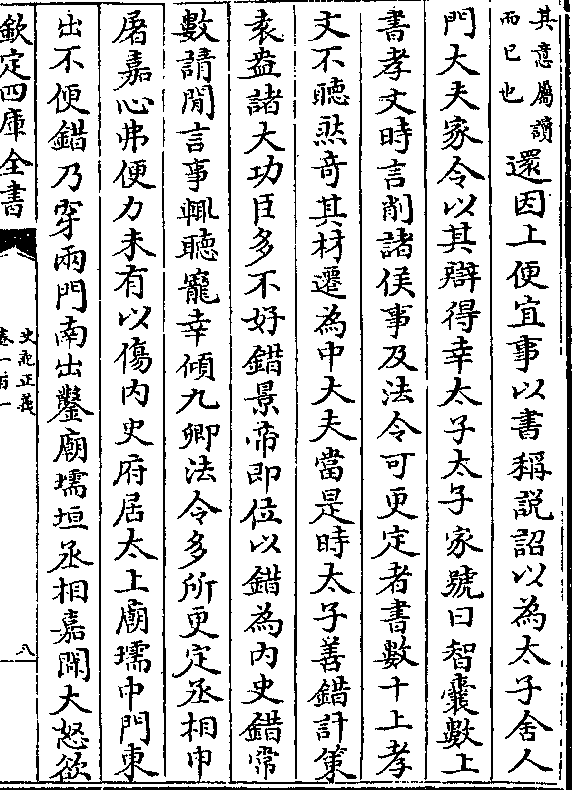 其意屬讀
而已也
還因上便宜事以書稱說詔以為太子舍人
門大夫家令以其辯得幸太子太子家號曰智囊數上
書孝文時言削諸侯事及法令可更定者書數十上孝
文不聽然奇其材遷為中大夫當是時太子善錯計策
袁盎諸大功臣多不好錯景帝即位以錯為內史錯常
數請閒言事輒聽寵幸傾九卿法令多所更定丞相申
屠嘉心弗便力未有以傷內史府居太上廟壖中門東
出不便錯乃穿兩門南出鑿廟壖垣丞相嘉聞大怒欲
欽定四庫全書
史記正義
卷一百一
八